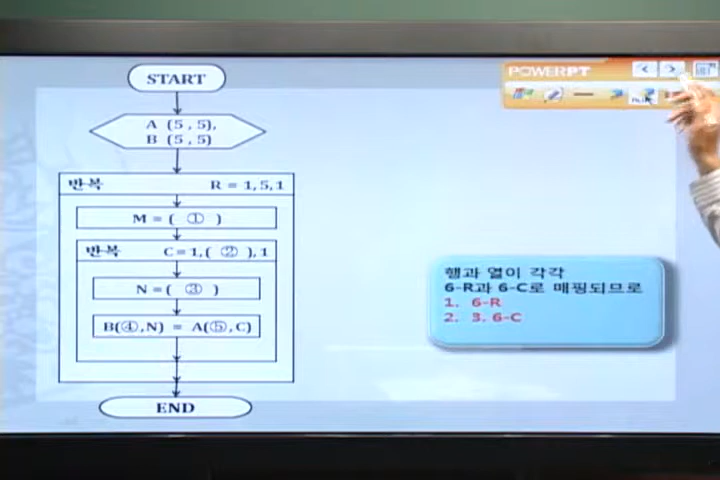 START
POWERPT
A (5,5),
B (5,5)
반복 R = 1,5,1
M = ( ① )
반복 C=1,( ② ),1
N = ( ③ )
B(④,N) = A(⑤,C)
END
행과 열이 각각
6-R과 6-C로 매핑되므로
1. 6-R
2. 3. 6-C